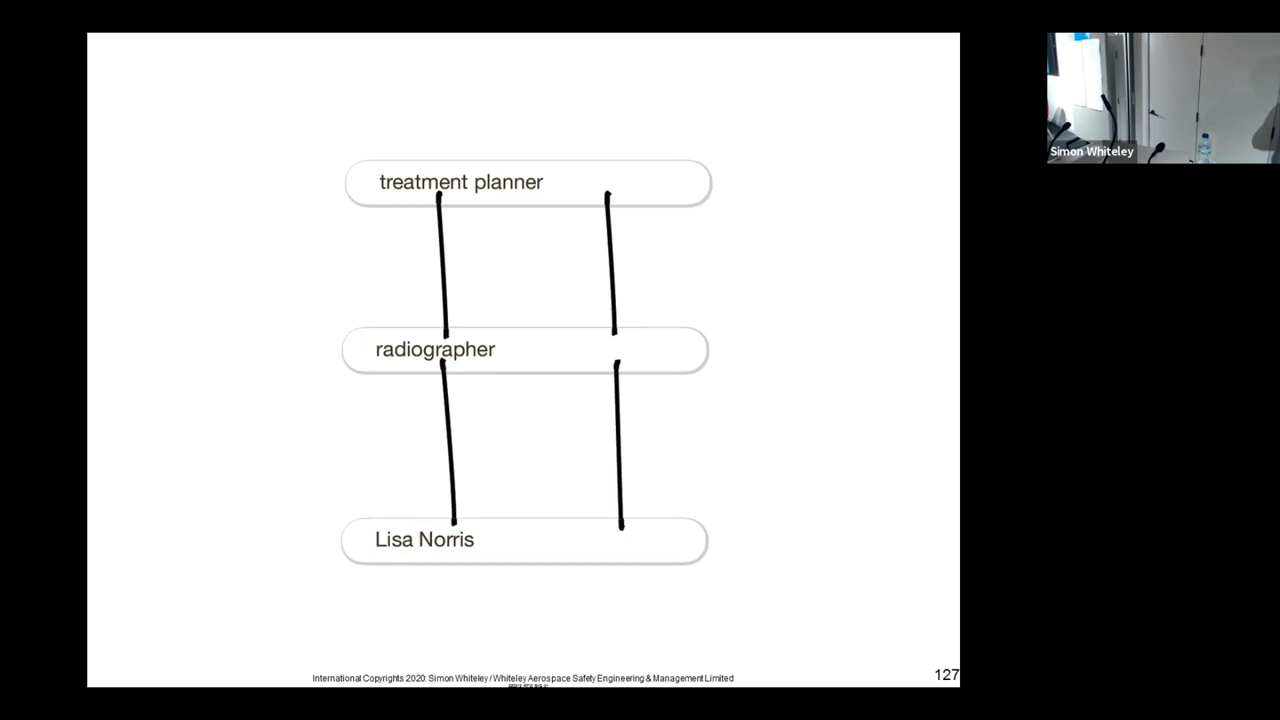 treatment planner
Simon Whiteley
radiographer
Lisa Norris
International Copyrights 2020: Simon Whiteley / Whiteley Aerospace Safety Engineering & Management Limited
127